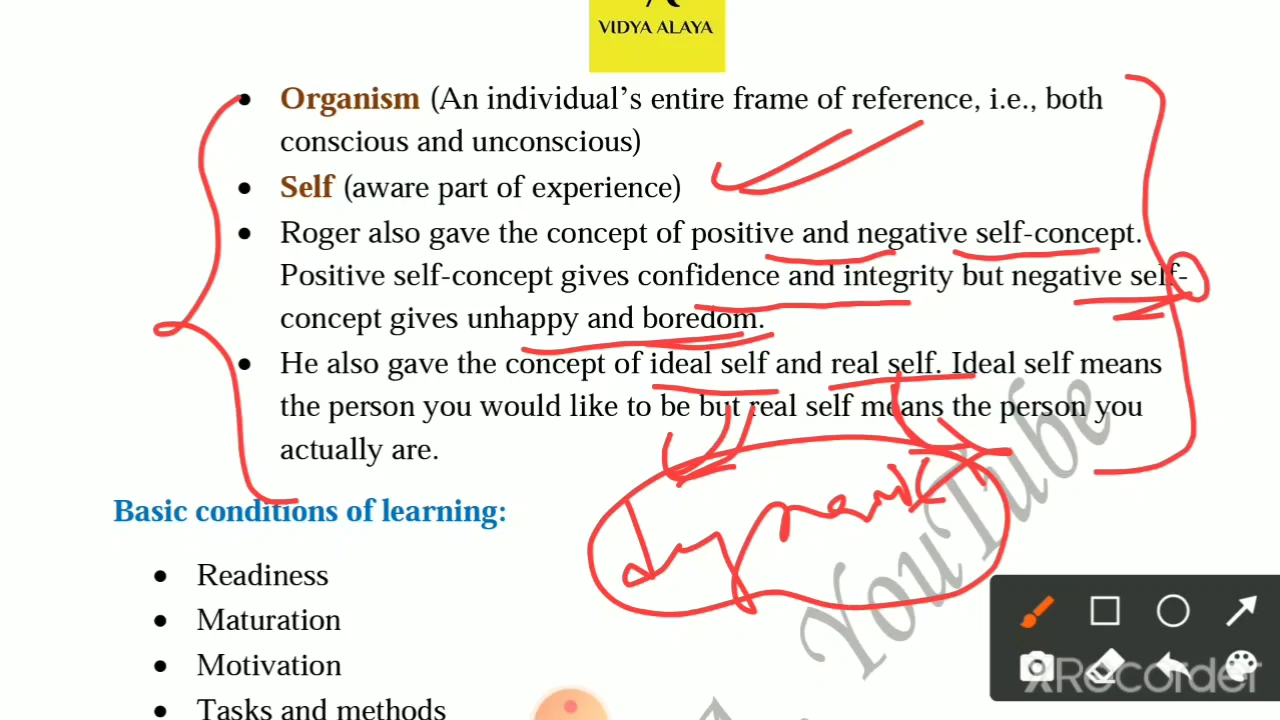 VIDYA ALAYA
• Organism (An individual's entire frame of reference, i.e., both
conscious and unconscious)
• Self (aware part of experience)
• Roger also gave the concept of positive and negative self-concept.
Positive self-concept gives confidence and integrity but negative self-
concept gives unhappy and boredom.
• He also gave the concept of ideal self and real self. Ideal self means
the person you would like to be but real self means the person you
actually are.
dynamic
Basic conditions of learning:
• Readiness
• Maturation
• Motivation
• Tasks and methods
YouTube
XRecorder